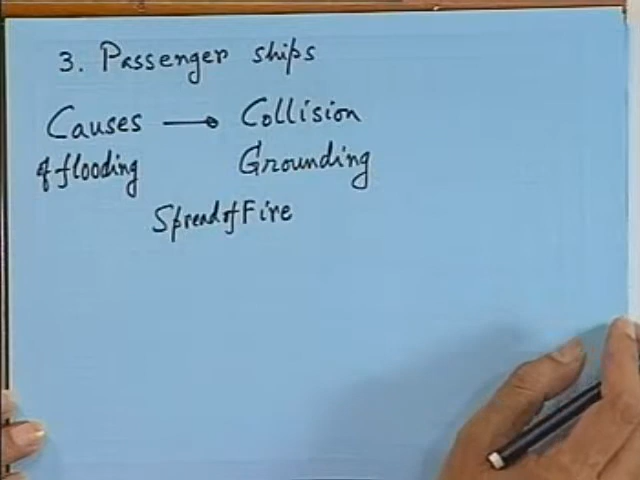 3. Passenger ships
Causes → Collision
of flooding Grounding
Spread of Fire